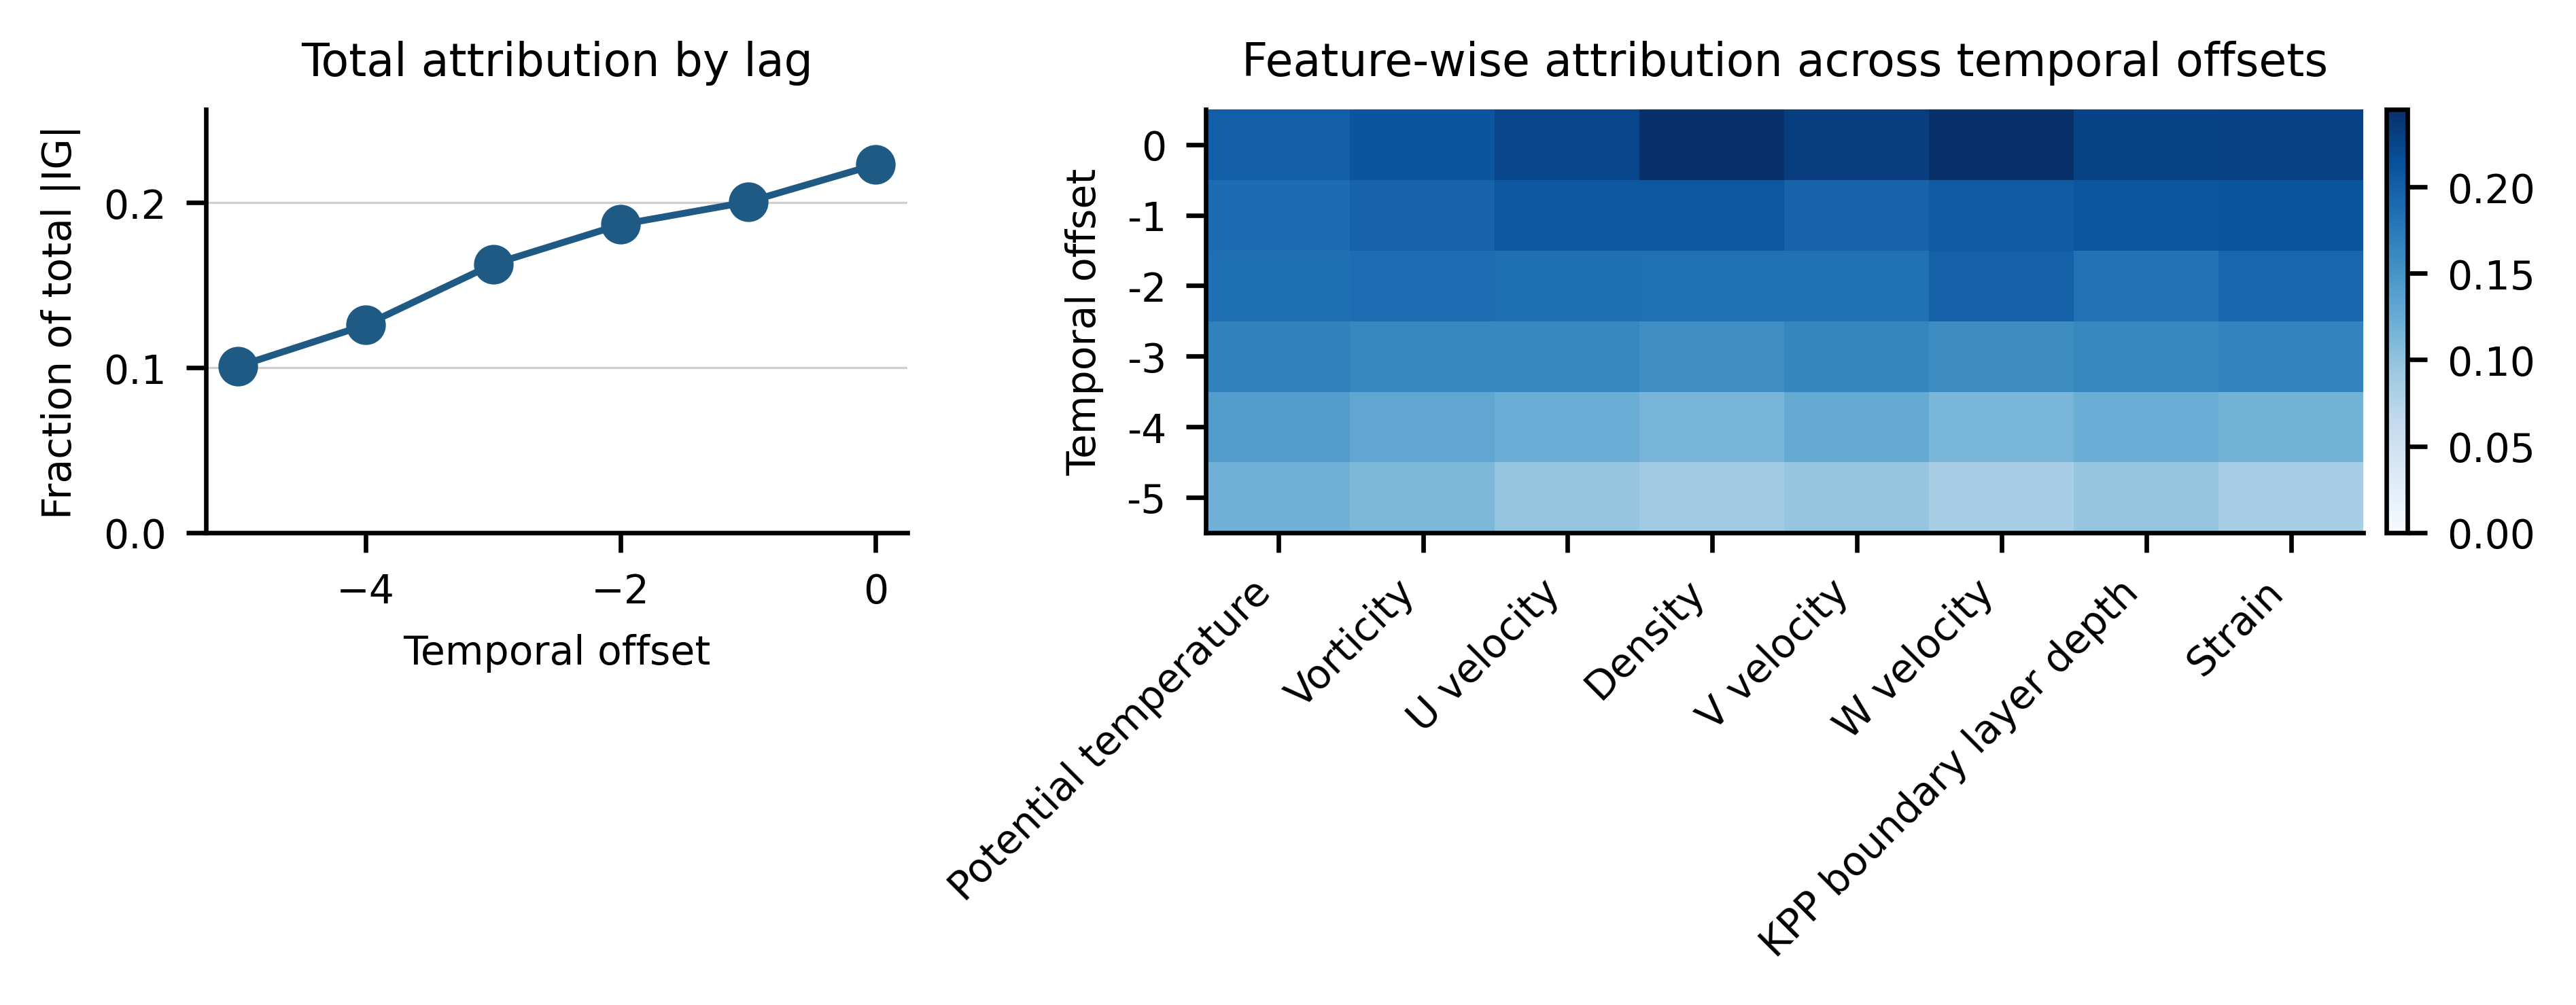 Total attribution by lag
Fraction of total |IG|
0.2
0.1
0.0
−4
−2
0
Temporal offset
Feature-wise attribution across temporal offsets
Temporal offset
0
-1
-2
-3
-4
-5
Potential temperature
Vorticity
U velocity
Density
V velocity
W velocity
KPP boundary layer depth
Strain
0.20
0.15
0.10
0.05
0.00